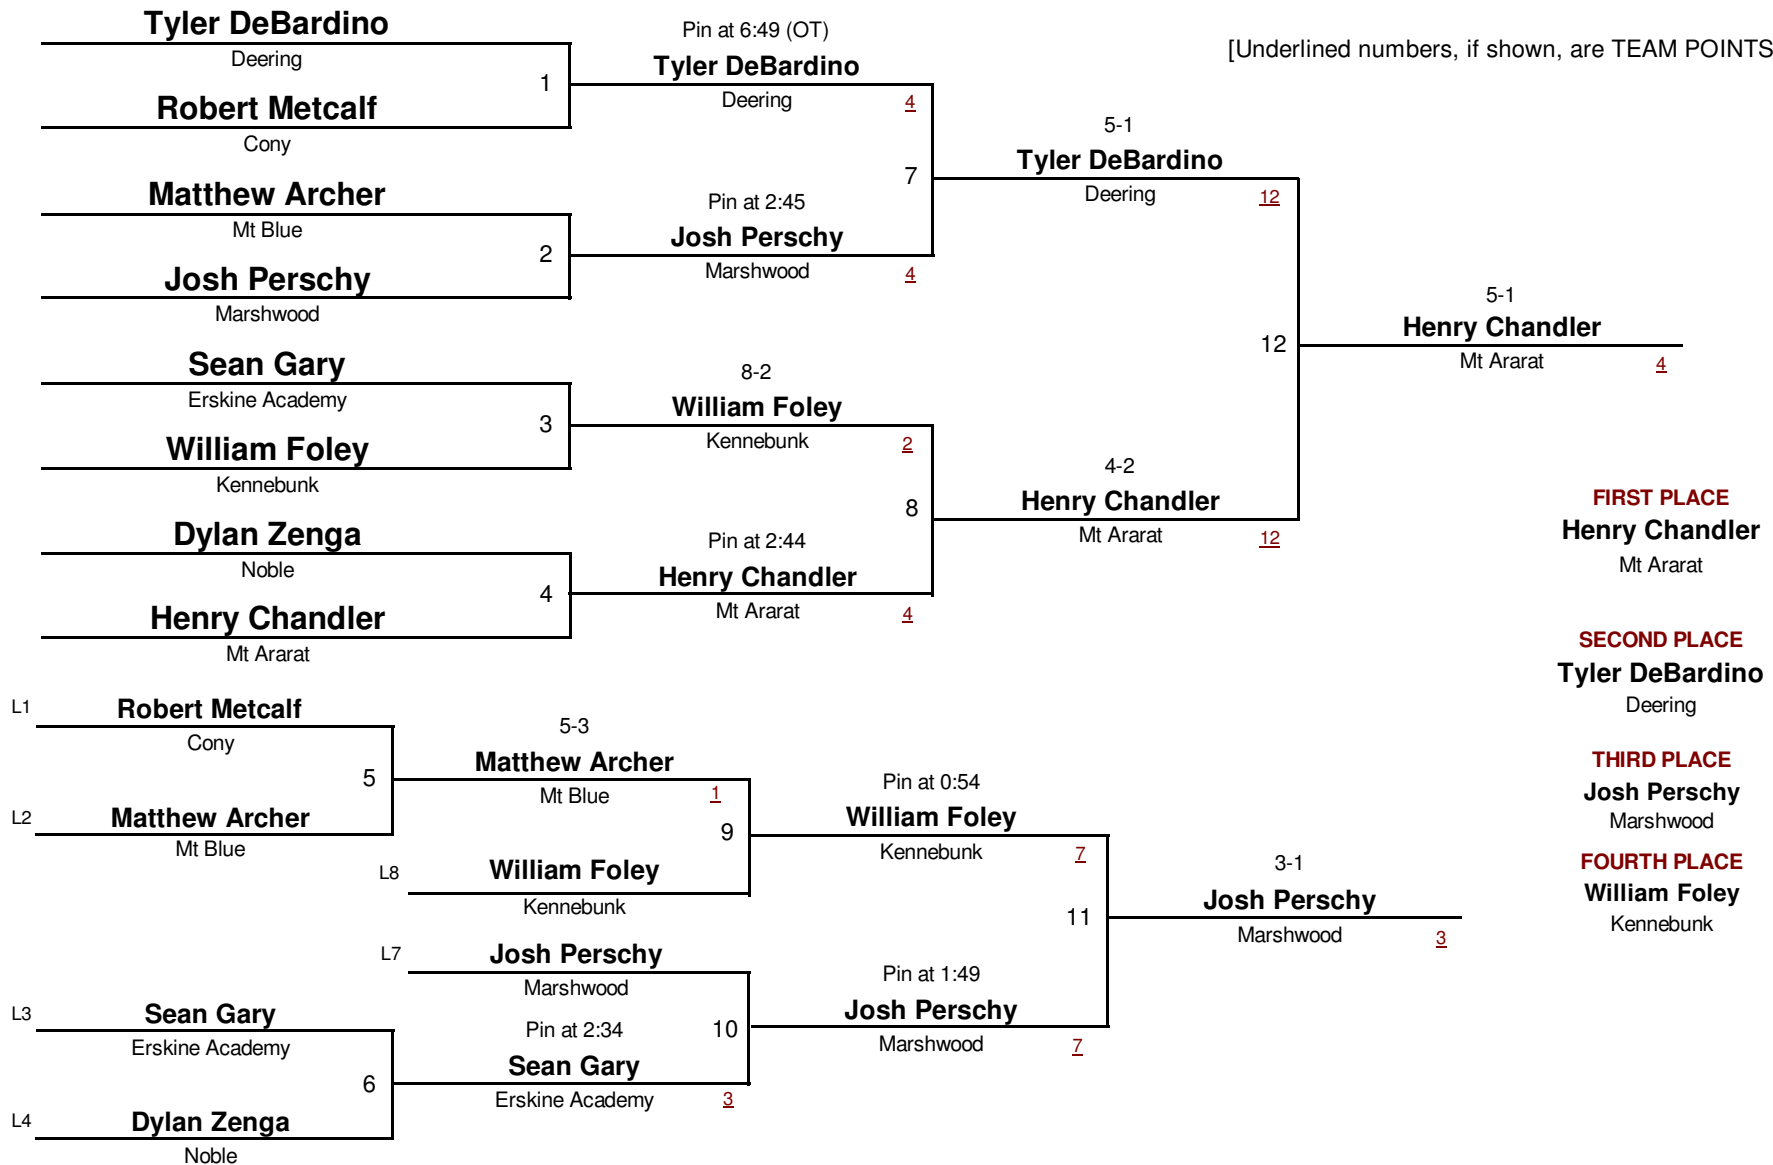 Tyler DeBardino
Deering
1
Robert Metcalf
Cony
Matthew Archer
Mt Blue
2
Josh Perschy
Marshwood
Sean Gary
Erskine Academy
3
William Foley
Kennebunk
Dylan Zenga
Noble
4
Henry Chandler
Mt Ararat
Pin at 6:49 (OT)
Tyler DeBardino
Deering
4
7
Pin at 2:45
Josh Perschy
Marshwood
4
8-2
William Foley
Kennebunk
2
8
Pin at 2:44
Henry Chandler
Mt Ararat
4
[Underlined numbers, if shown, are TEAM POINTS
5-1
Tyler DeBardino
Deering
12
12
4-2
Henry Chandler
Mt Ararat
12
5-1
Henry Chandler
Mt Ararat
4
FIRST PLACE
Henry Chandler
Mt Ararat
SECOND PLACE
Tyler DeBardino
Deering
THIRD PLACE
Josh Perschy
Marshwood
FOURTH PLACE
William Foley
Kennebunk
L1
Robert Metcalf
Cony
5
L2
Matthew Archer
Mt Blue
5-3
Matthew Archer
Mt Blue
1
9
L8
William Foley
Kennebunk
L7
Josh Perschy
Marshwood
10
L3
Sean Gary
Erskine Academy
6
L4
Dylan Zenga
Noble
Pin at 2:34
Sean Gary
Erskine Academy
3
Pin at 0:54
William Foley
Kennebunk
7
11
Pin at 1:49
Josh Perschy
Marshwood
7
3-1
Josh Perschy
Marshwood
3